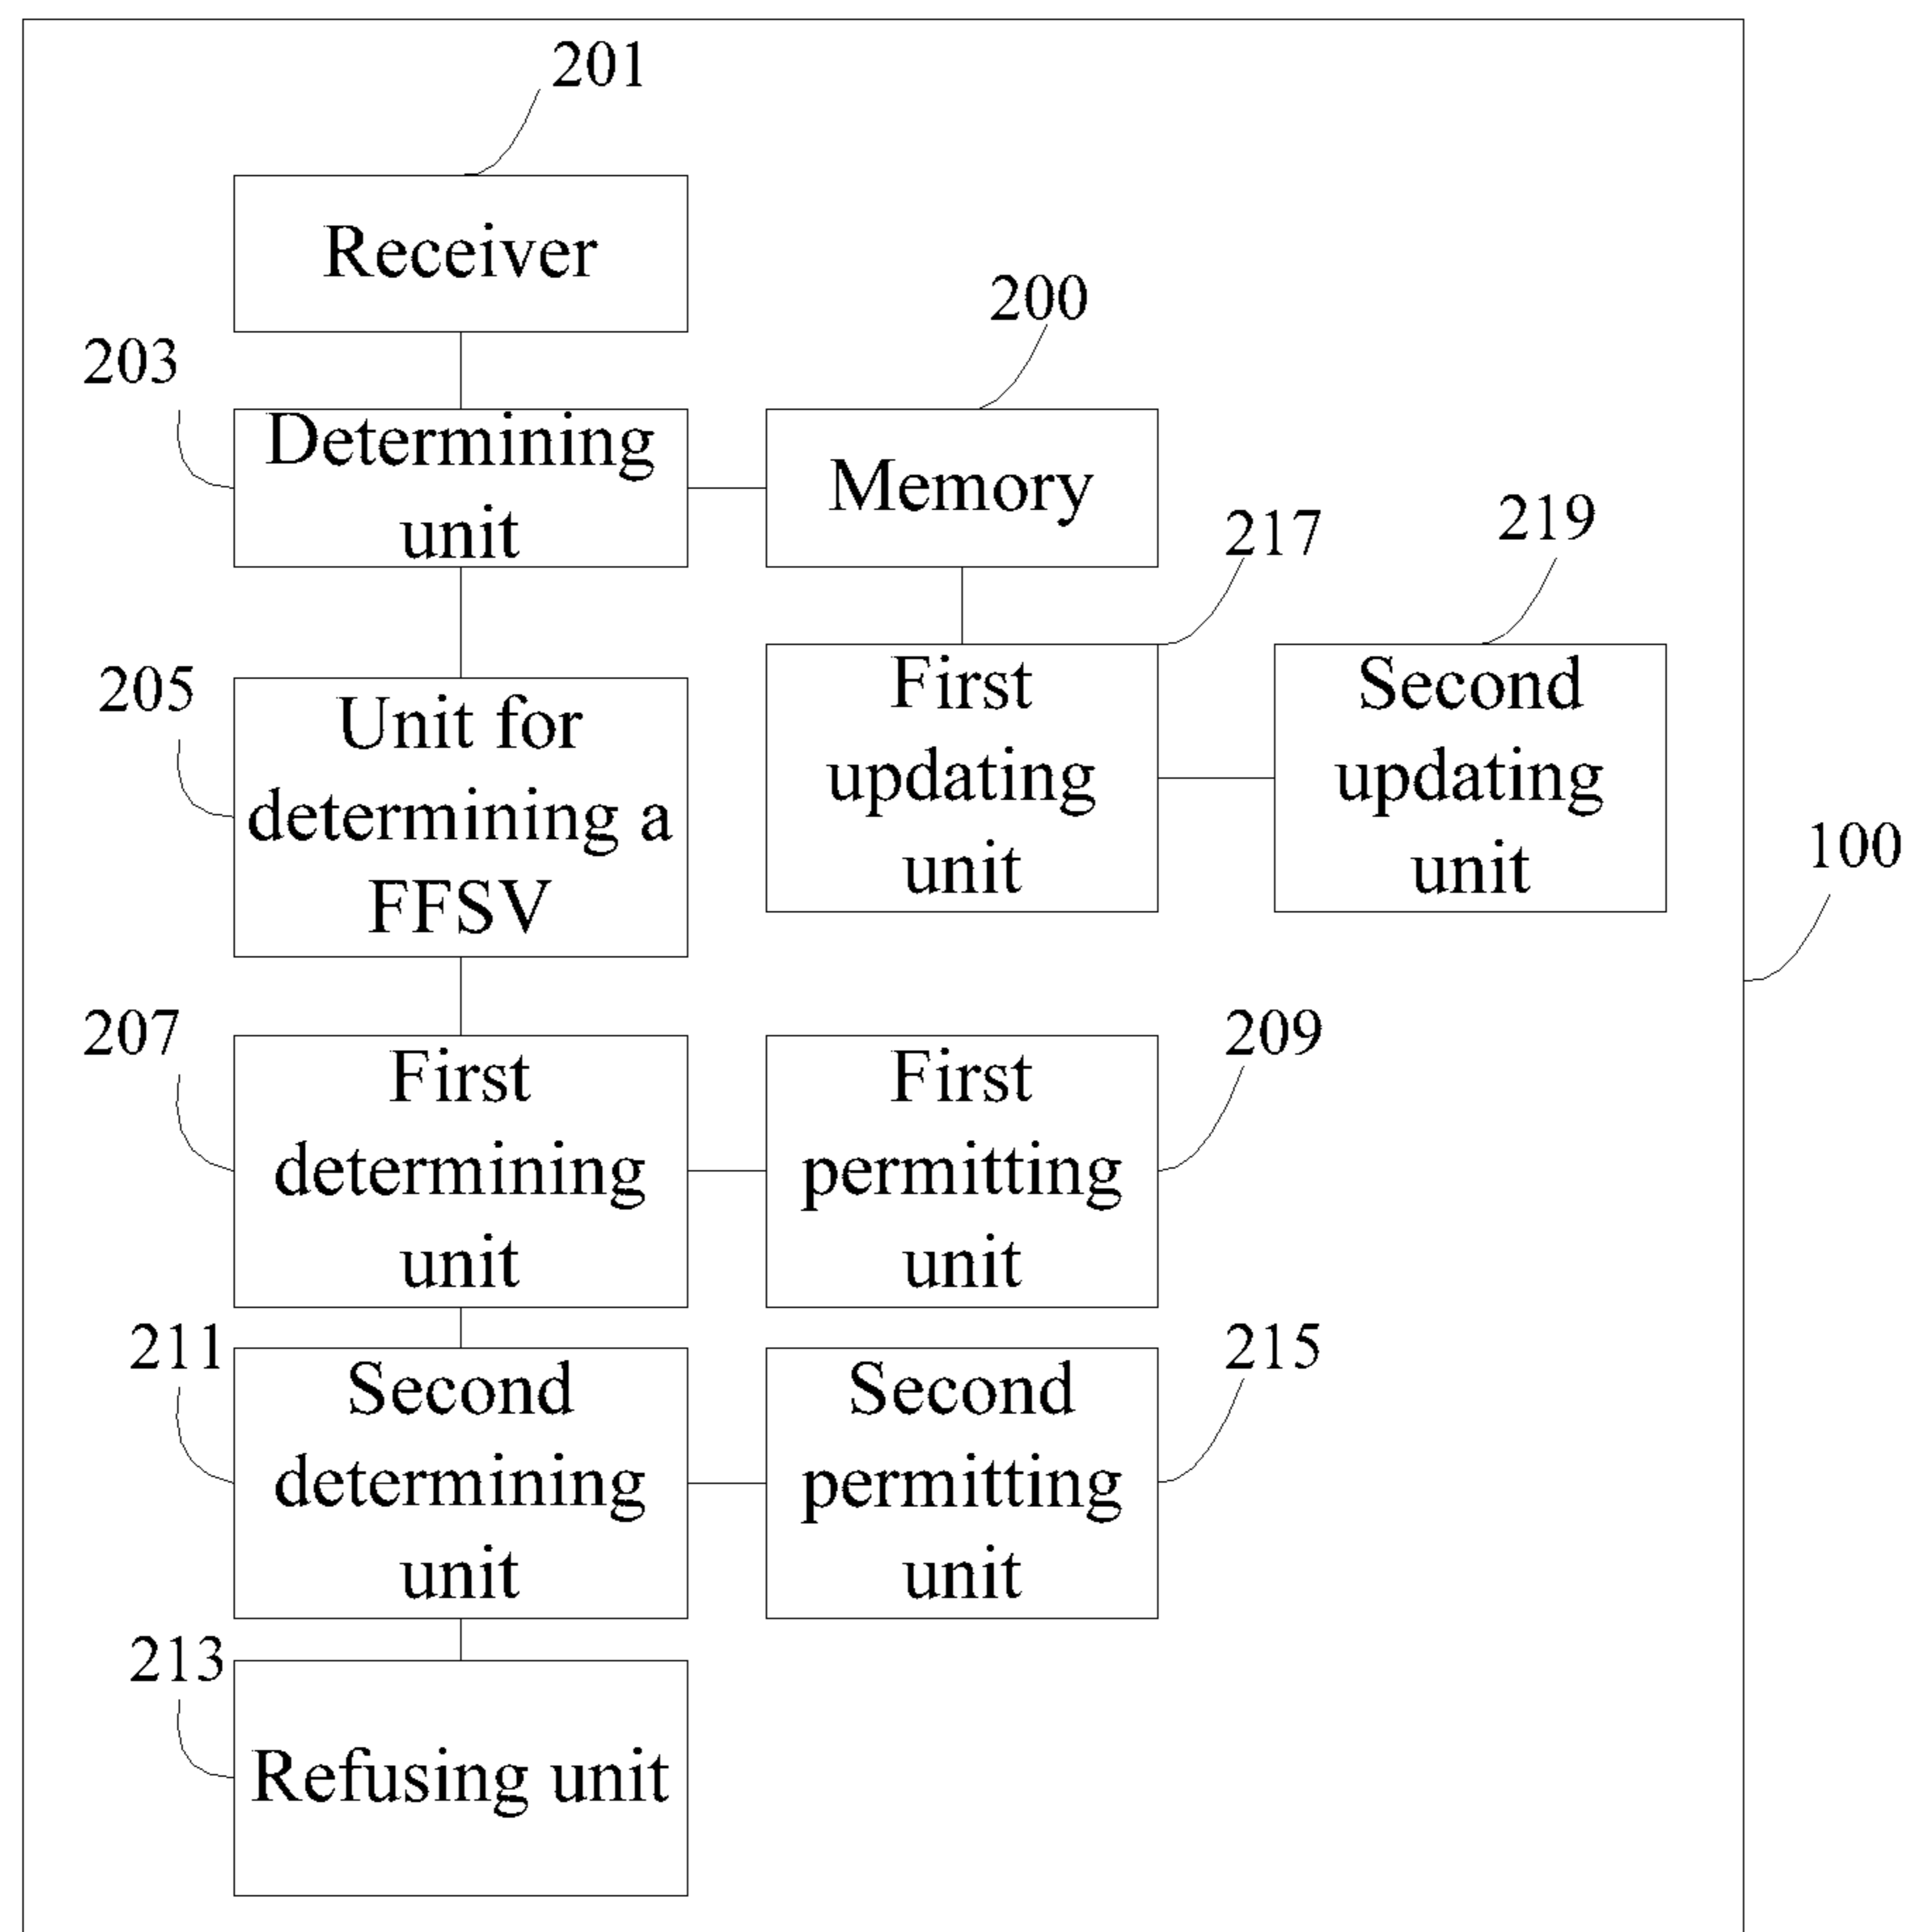 201
Receiver
200
203
Determining
unit
Memory
217
219
205
Unit for
determining a
FFSV
First
updating
unit
Second
updating
unit
100
207
First
determining
unit
First
permitting
unit
209
211
Second
determining
unit
Second
permitting
unit
215
213
Refusing unit